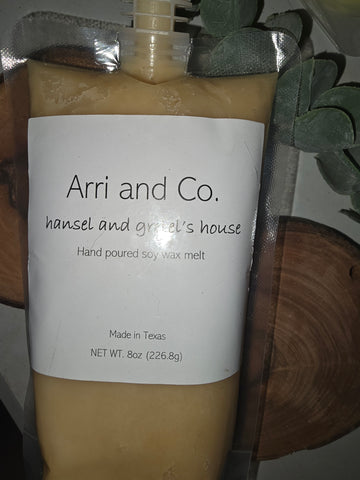 Arri and Co.
hansel and house
Hand poured soy wax melt
Made in Texas
NET WT. 8oz (226.8g)